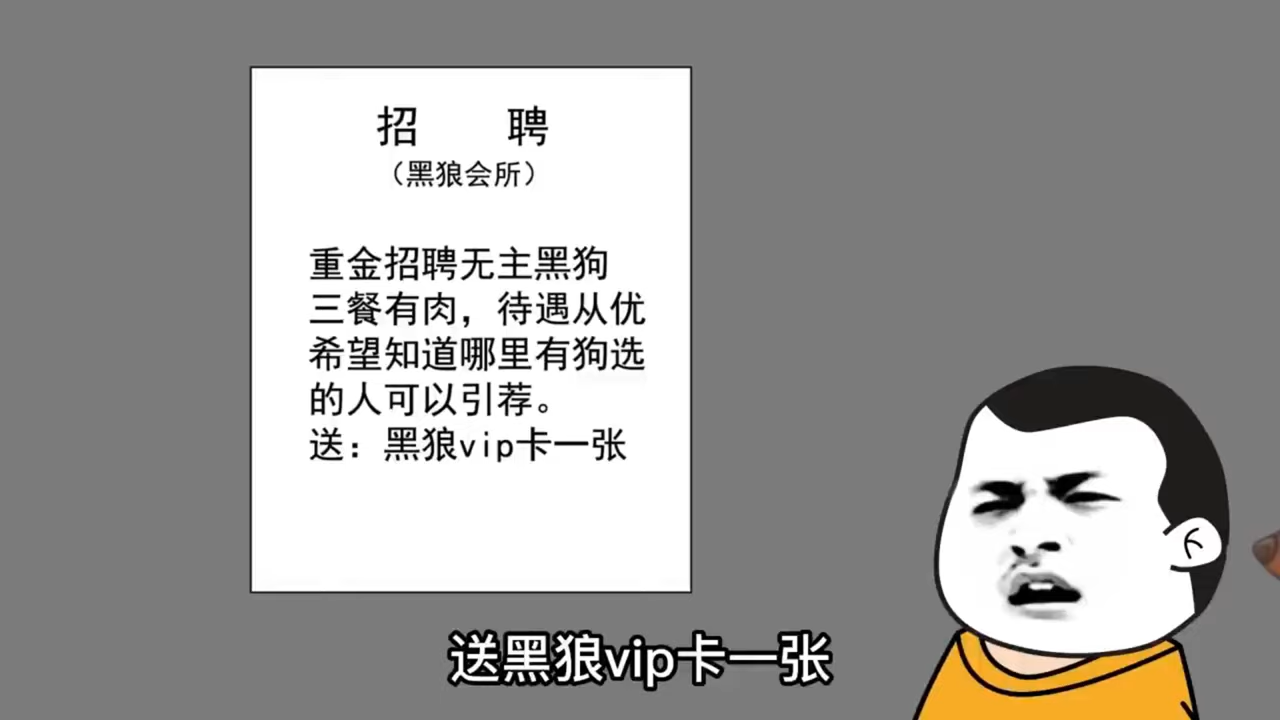 招 聘
（黑狼会所）
重金招聘无主黑狗
三餐有肉，待遇从优
希望知道哪里有狗选
的人可以引荐。
送：黑狼vip卡一张
送黑狼vip卡一张